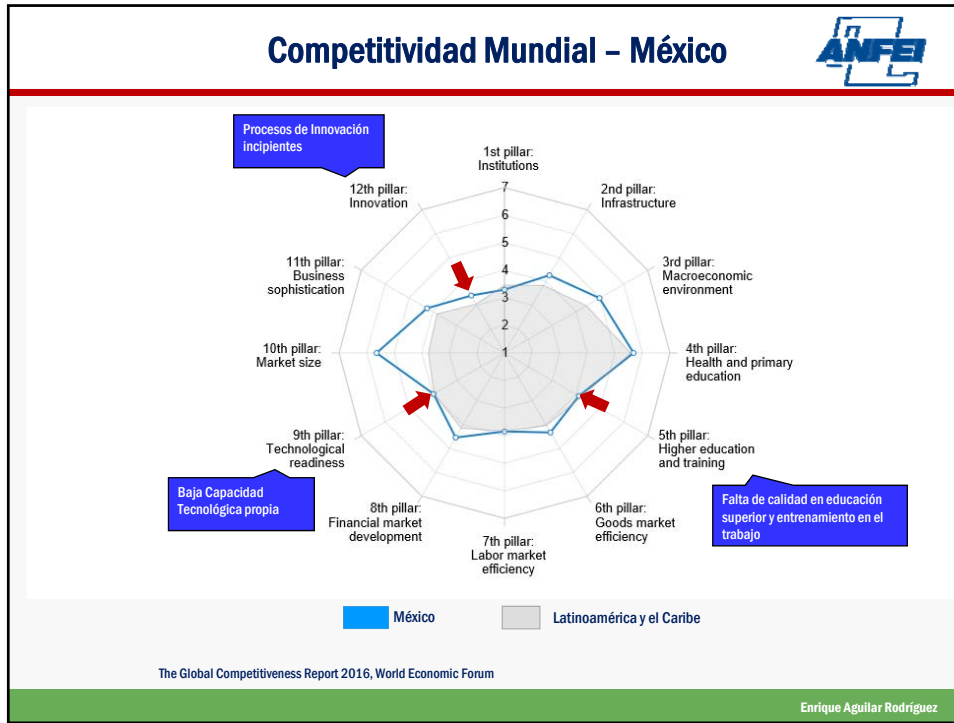 Competitividad Mundial – México
ANFEI
Procesos de Innovación
incipientes
1st pillar:
Institutions
12th pillar:
Innovation
2nd pillar:
Infrastructure
11th pillar:
Business
sophistication
3rd pillar:
Macroeconomic
environment
10th pillar:
Market size
4th pillar:
Health and primary
education
9th pillar:
Technological
readiness
5th pillar:
Higher education
and training
8th pillar:
Financial market
development
6th pillar:
Goods market
efficiency
7th pillar:
Labor market
efficiency
7
6
5
4
3
2
1
Baja Capacidad
Tecnológica propia
Falta de calidad en educación
superior y entrenamiento en el
trabajo
México
Latinoamérica y el Caribe
The Global Competitiveness Report 2016, World Economic Forum
Enrique Aguilar Rodríguez